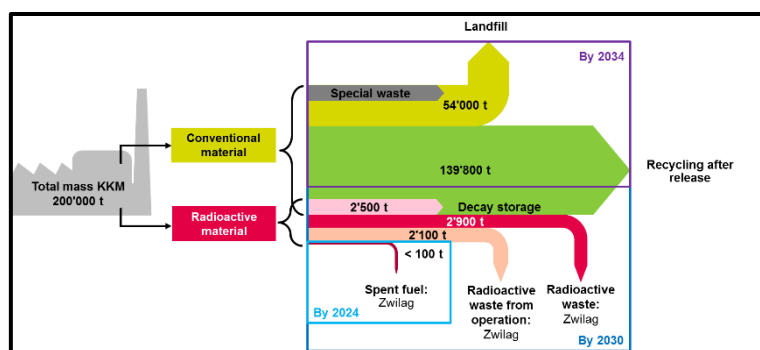 Landfill
By 2034
Special waste
54'000 t
Conventional
material
139'800 t
Recycling after
release
Total mass KKM
200'000 t
Radioactive
material
2'500 t
Decay storage
2'900 t
2'100 t
< 100 t
Spent fuel:
Zwilag
By 2024
Radioactive
waste from
operation:
Zwilag
Radioactive
waste:
Zwilag
By 2030